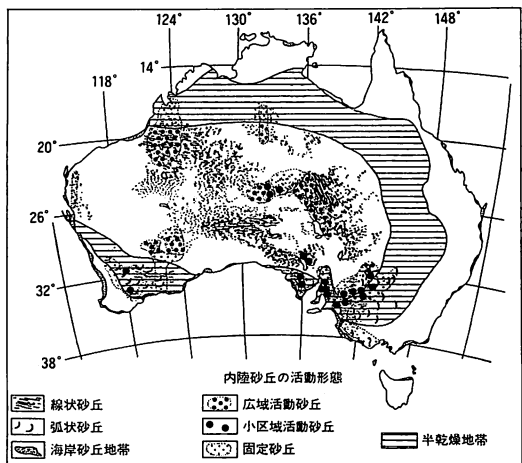 124° 130° 136° 142° 148°
14°
118°
20°
26°
32°
38°
内陸砂丘の活動形態
線状砂丘 広域活動砂丘
弧状砂丘 小区域活動砂丘 半乾燥地帯
海岸砂丘地帯 固定砂丘